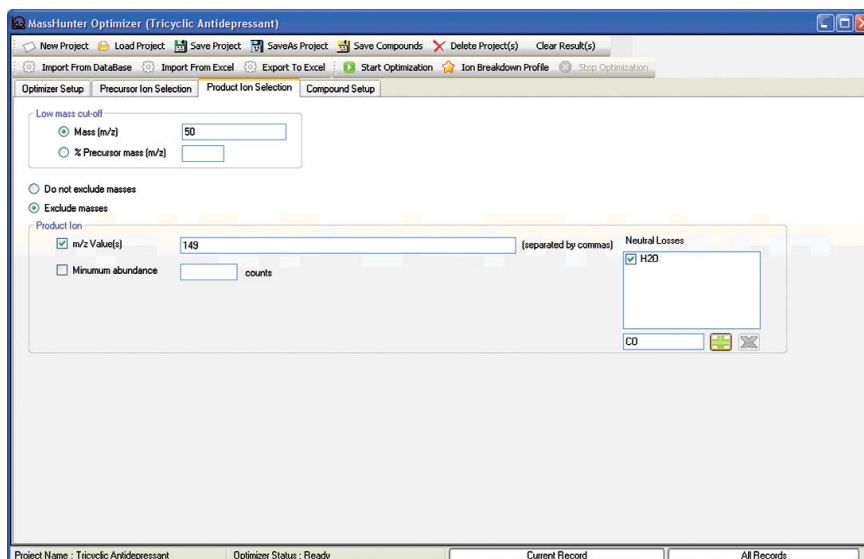 MassHunter Optimizer (Tricyclic Antidepressant)
New Project Load Project Save Project SaveAs Project Save Compounds Delete Project(s) Clear Result(s)
Import From DataBase Import From Excel Export To Excel Start Optimization Ion Breakdown Profile Stop Optimization
Optimizer Setup Precursor Ion Selection Product Ion Selection Compound Setup
Low mass cut-off
Mass (m/z) 50
% Precursor mass (m/z)
Do not exclude masses
Exclude masses
Product Ion
m/z Value(s) 149 (separated by commas) Neutral Losses
Minumum abundance counts H2O
CO
Project Name : Tricyclic Antidepressant Optimizer Status : Ready Current Record All Records